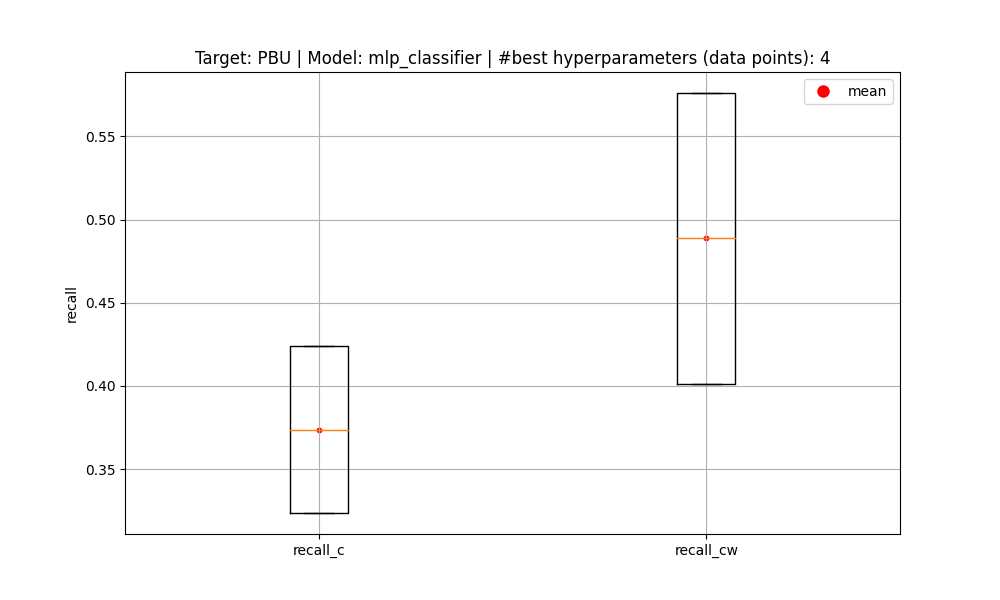 Target: PBU | Model: mlp_classifier | #best hyperparameters (data points): 4
mean
0.55
0.50
0.45
0.40
0.35
recall
recall_c
recall_cw